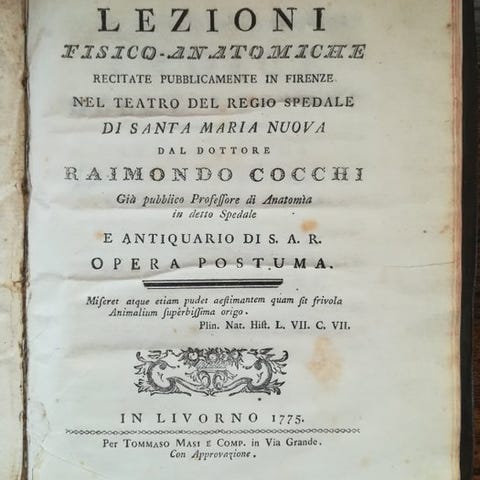 LEZIONI
FISICO-ANATOMICHE
RECITATE PUBBLICAMENTE IN FIRENZE
NEL TEATRO DEL REGIO SPEDALE
DI SANTA MARIA NUOVA
DAL DOTTORE
RAIMONDO COCCHI
Già pubblico Profeſſore di Anatomìa
in detto Spedale
E ANTIQUARIO DI S. A. R.
OPERA POSTUMA.
Miſeret atque etiam pudet aeſtimantem quam ſit frivola
Animalium ſuperbiſſima origo.
Plin. Nat. Hiſt. L. VII. C. VII.
IN LIVORNO 1775.
Per TOMMASO MASI E COMP. in Via Grande.
Con Approvazione.